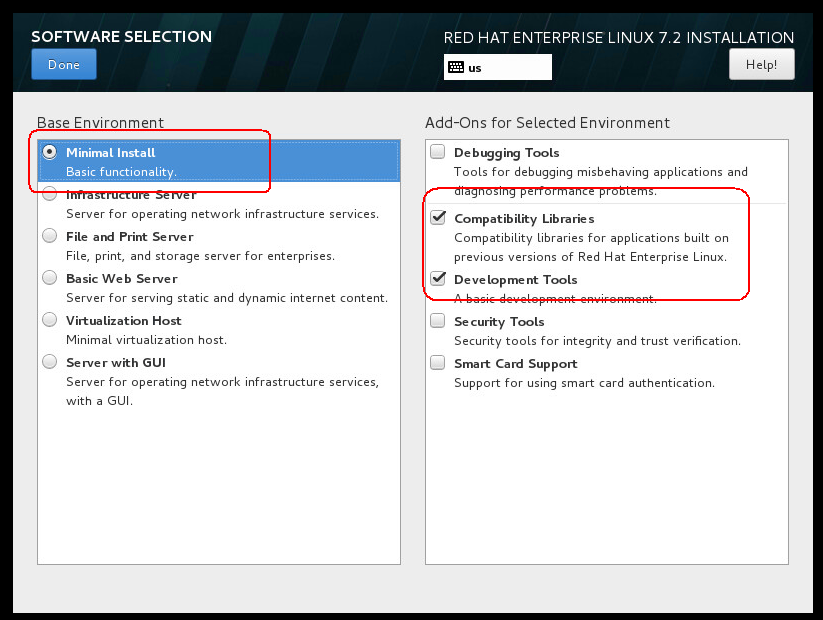 SOFTWARE SELECTION
Done
RED HAT ENTERPRISE LINUX 7.2 INSTALLATION
us
Help!
Base Environment
Minimal Install
Basic functionality.
Infrastructure Server
Server for operating network infrastructure services.
File and Print Server
File, print, and storage server for enterprises.
Basic Web Server
Server for serving static and dynamic internet content.
Virtualization Host
Minimal virtualization host.
Server with GUI
Server for operating network infrastructure services,
with a GUI.
Add-Ons for Selected Environment
Debugging Tools
Tools for debugging misbehaving applications and
diagnosing performance problems.
Compatibility Libraries
Compatibility libraries for applications built on
previous versions of Red Hat Enterprise Linux.
Development Tools
A basic development environment.
Security Tools
Security tools for integrity and trust verification.
Smart Card Support
Support for using smart card authentication.